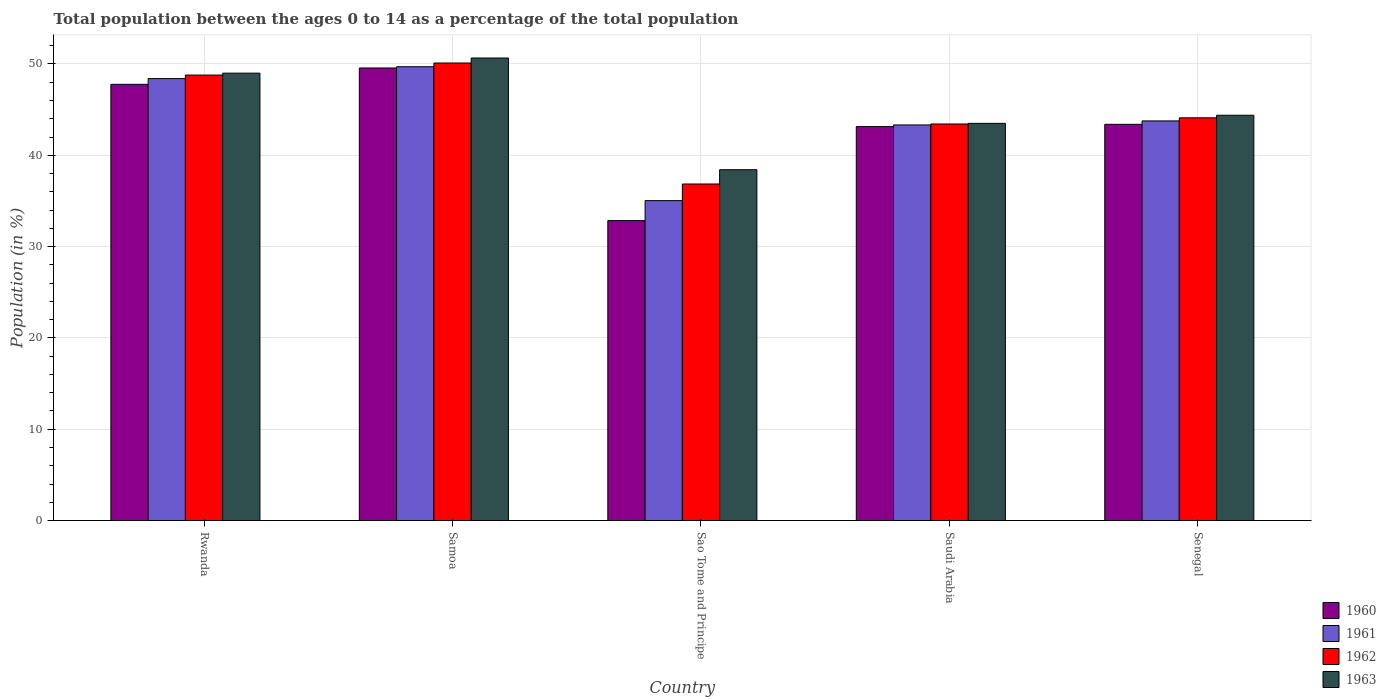 Total population between the ages 0 to 14 as a percentage of the total population
Population (in %)
50
40
30
20
10
0
Rwanda
Samoa
Sao Tome and Principe
Saudi Arabia
Senegal
Country
1960
1961
1962
1963